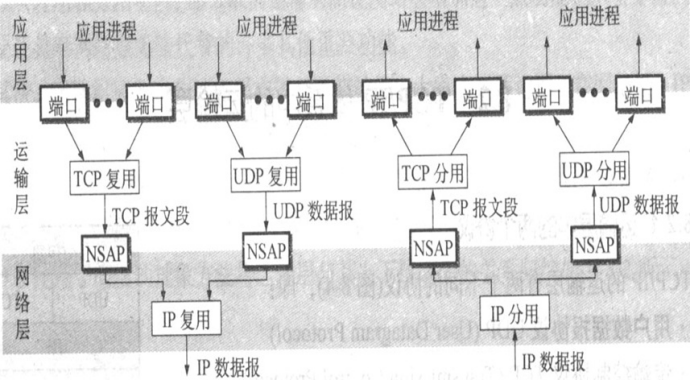 应用层
应用进程 应用进程 应用进程 应用进程
端口 端口 端口 端口 端口 端口 端口 端口
运输层
TCP 复用 UDP 复用 TCP 分用 UDP 分用
TCP 报文段 UDP 数据报 TCP 报文段 UDP 数据报
NSAP NSAP NSAP NSAP
网络层
IP 复用 IP 分用
IP 数据报 IP 数据报